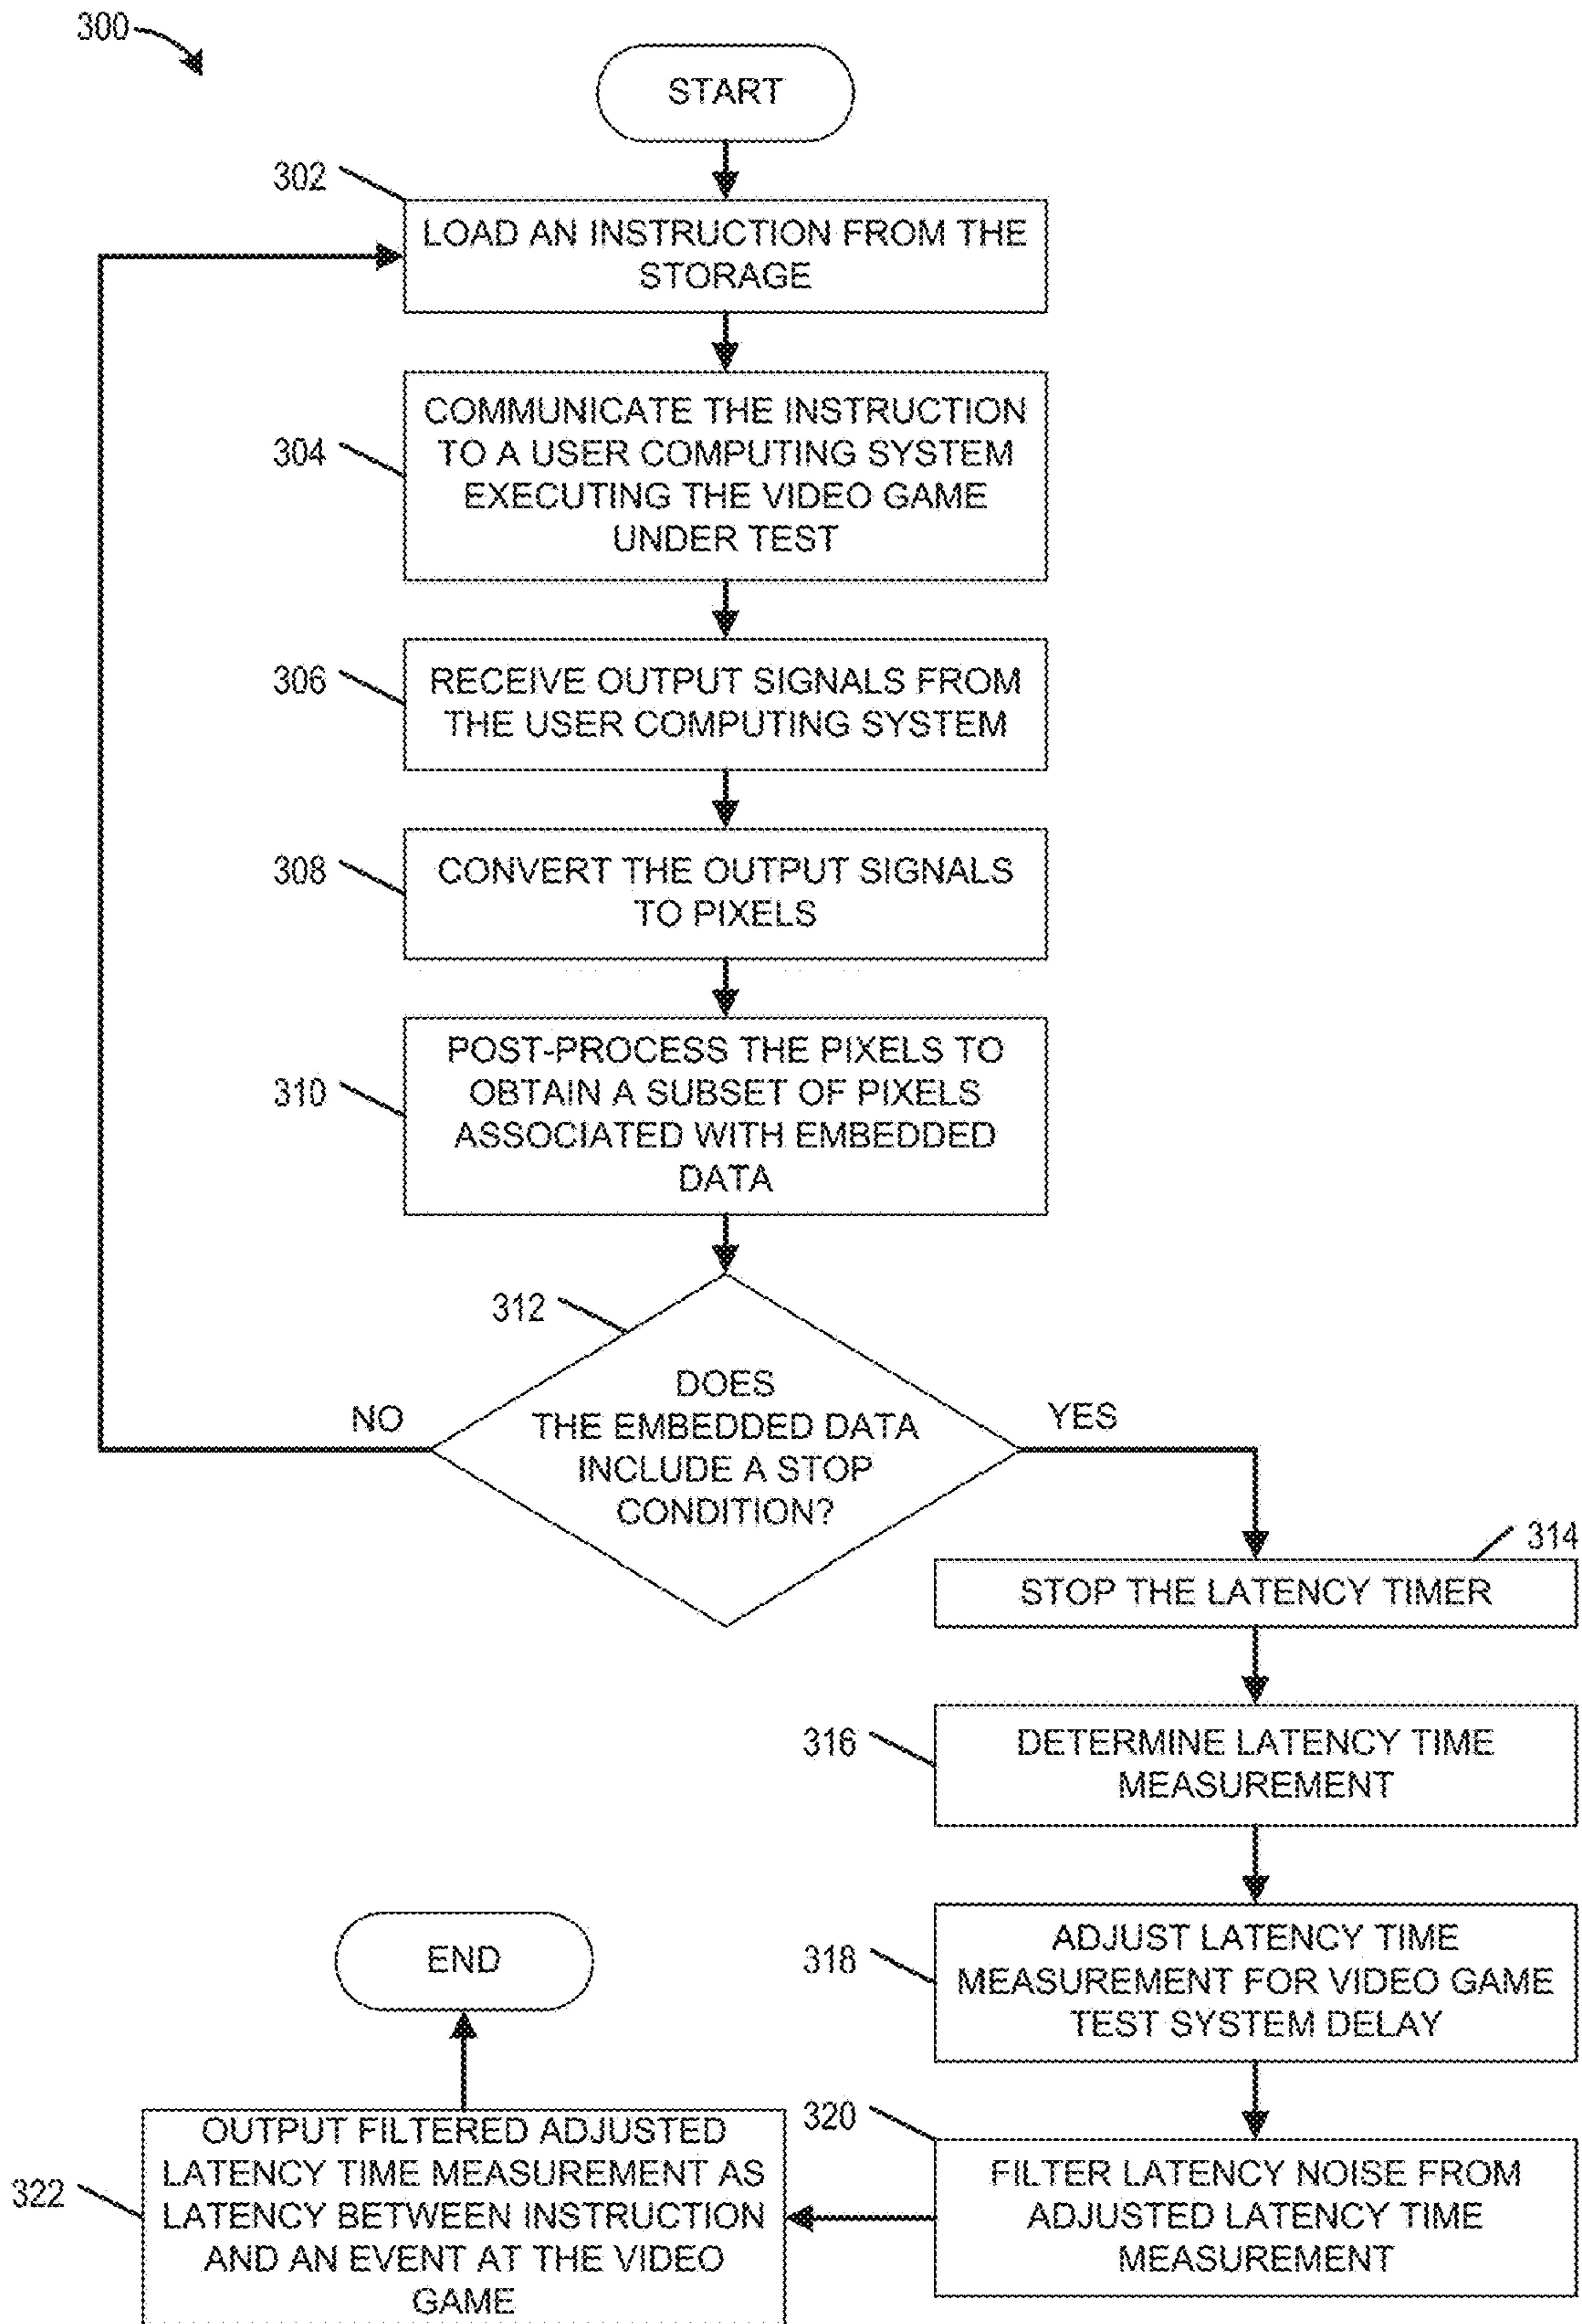 300
START
302
LOAD AN INSTRUCTION FROM THE
STORAGE
304
COMMUNICATE THE INSTRUCTION
TO A USER COMPUTING SYSTEM
EXECUTING THE VIDEO GAME
UNDER TEST
306
RECEIVE OUTPUT SIGNALS FROM
THE USER COMPUTING SYSTEM
308
CONVERT THE OUTPUT SIGNALS
TO PIXELS
310
POST-PROCESS THE PIXELS TO
OBTAIN A SUBSET OF PIXELS
ASSOCIATED WITH EMBEDDED
DATA
312
DOES
THE EMBEDDED DATA
INCLUDE A STOP
CONDITION?
NO
YES
314
STOP THE LATENCY TIMER
316
DETERMINE LATENCY TIME
MEASUREMENT
318
ADJUST LATENCY TIME
MEASUREMENT FOR VIDEO GAME
TEST SYSTEM DELAY
320
FILTER LATENCY NOISE FROM
ADJUSTED LATENCY TIME
MEASUREMENT
322
OUTPUT FILTERED ADJUSTED
LATENCY TIME MEASUREMENT AS
LATENCY BETWEEN INSTRUCTION
AND AN EVENT AT THE VIDEO
GAME
END